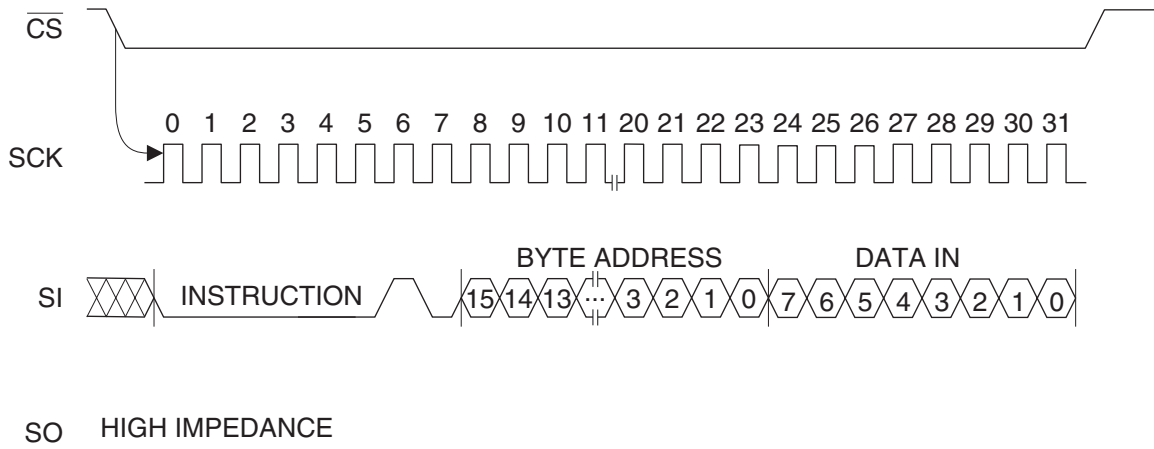 CS
0 1 2 3 4 5 6 7 8 9 10 11 20 21 22 23 24 25 26 27 28 29 30 31
SCK
BYTE ADDRESS DATA IN
SI INSTRUCTION 15 14 13 ... 3 2 1 0 7 6 5 4 3 2 1 0
SO HIGH IMPEDANCE